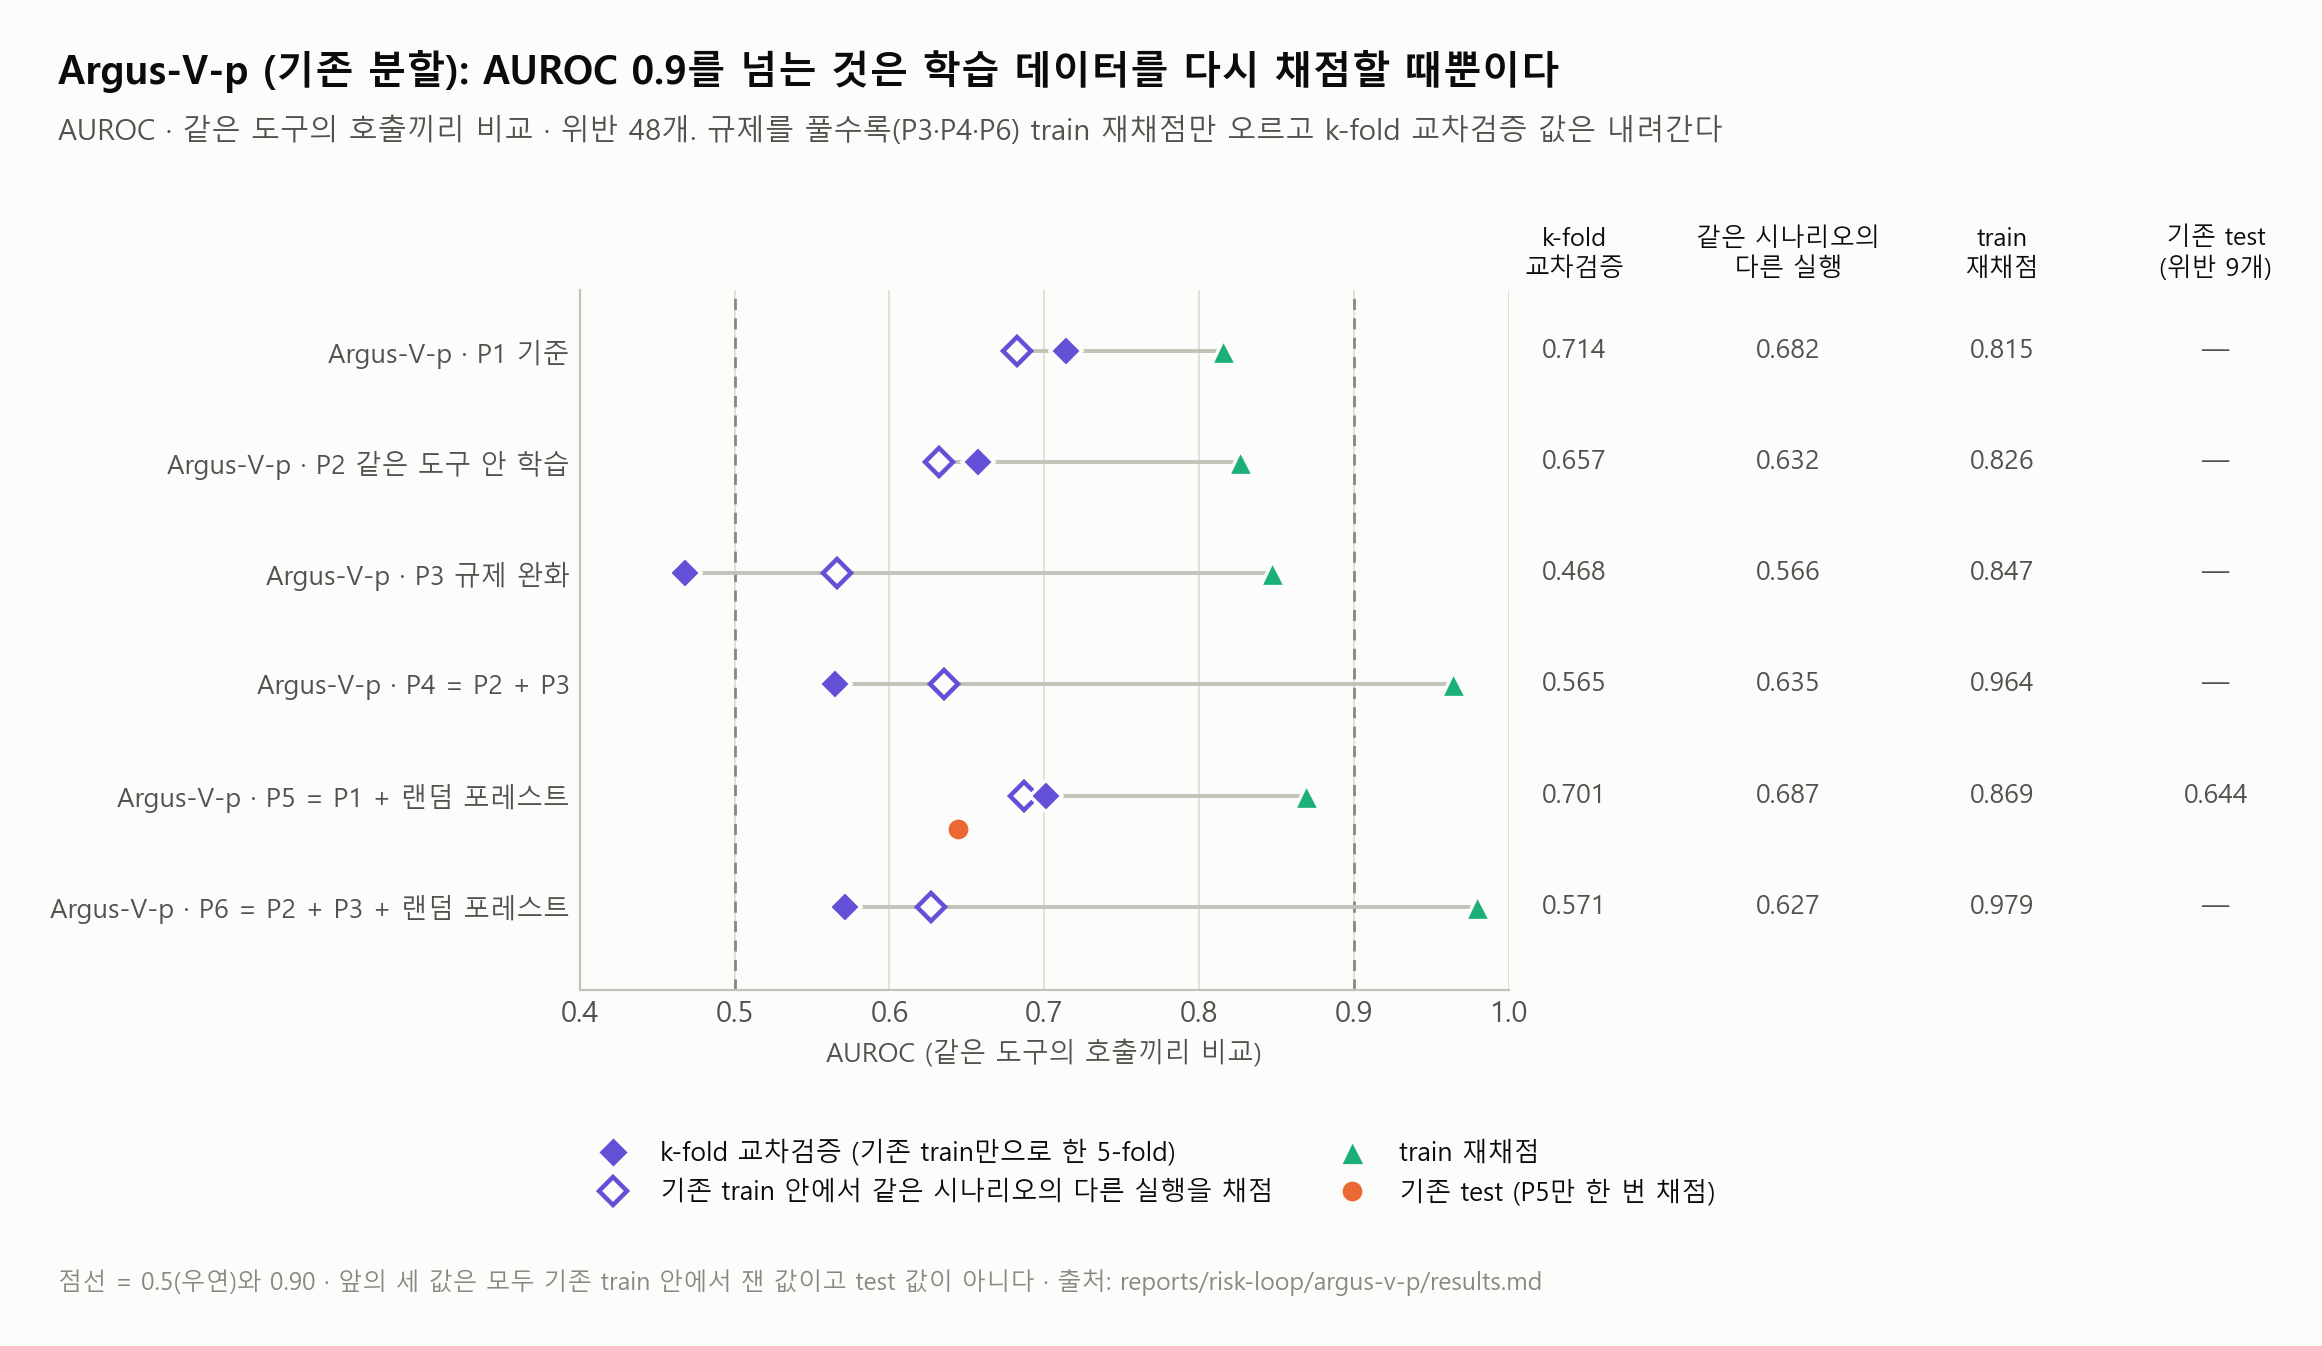 Argus-V-p (기존 분할): AUROC 0.9를 넘는 것은 학습 데이터를 다시 채점할 때뿐이다
AUROC · 같은 도구의 호출끼리 비교 · 위반 48개. 규제를 풀수록(P3·P4·P6) train 재채점만 오르고 k-fold 교차검증 값은 내려간다
k-fold
교차검증
같은 시나리오의
다른 실행
train
재채점
기존 test
(위반 9개)
Argus-V-p · P1 기준 0.714 0.682 0.815 —
Argus-V-p · P2 같은 도구 안 학습 0.657 0.632 0.826 —
Argus-V-p · P3 규제 완화 0.468 0.566 0.847 —
Argus-V-p · P4 = P2 + P3 0.565 0.635 0.964 —
Argus-V-p · P5 = P1 + 랜덤 포레스트 0.701 0.687 0.869 0.644
Argus-V-p · P6 = P2 + P3 + 랜덤 포레스트 0.571 0.627 0.979 —
0.4 0.5 0.6 0.7 0.8 0.9 1.0
AUROC (같은 도구의 호출끼리 비교)
k-fold 교차검증 (기존 train만으로 한 5-fold)
기존 train 안에서 같은 시나리오의 다른 실행을 채점
train 재채점
기존 test (P5만 한 번 채점)
점선 = 0.5(우연)와 0.90 · 앞의 세 값은 모두 기존 train 안에서 잰 값이고 test 값이 아니다 · 출처: reports/risk-loop/argus-v-p/results.md